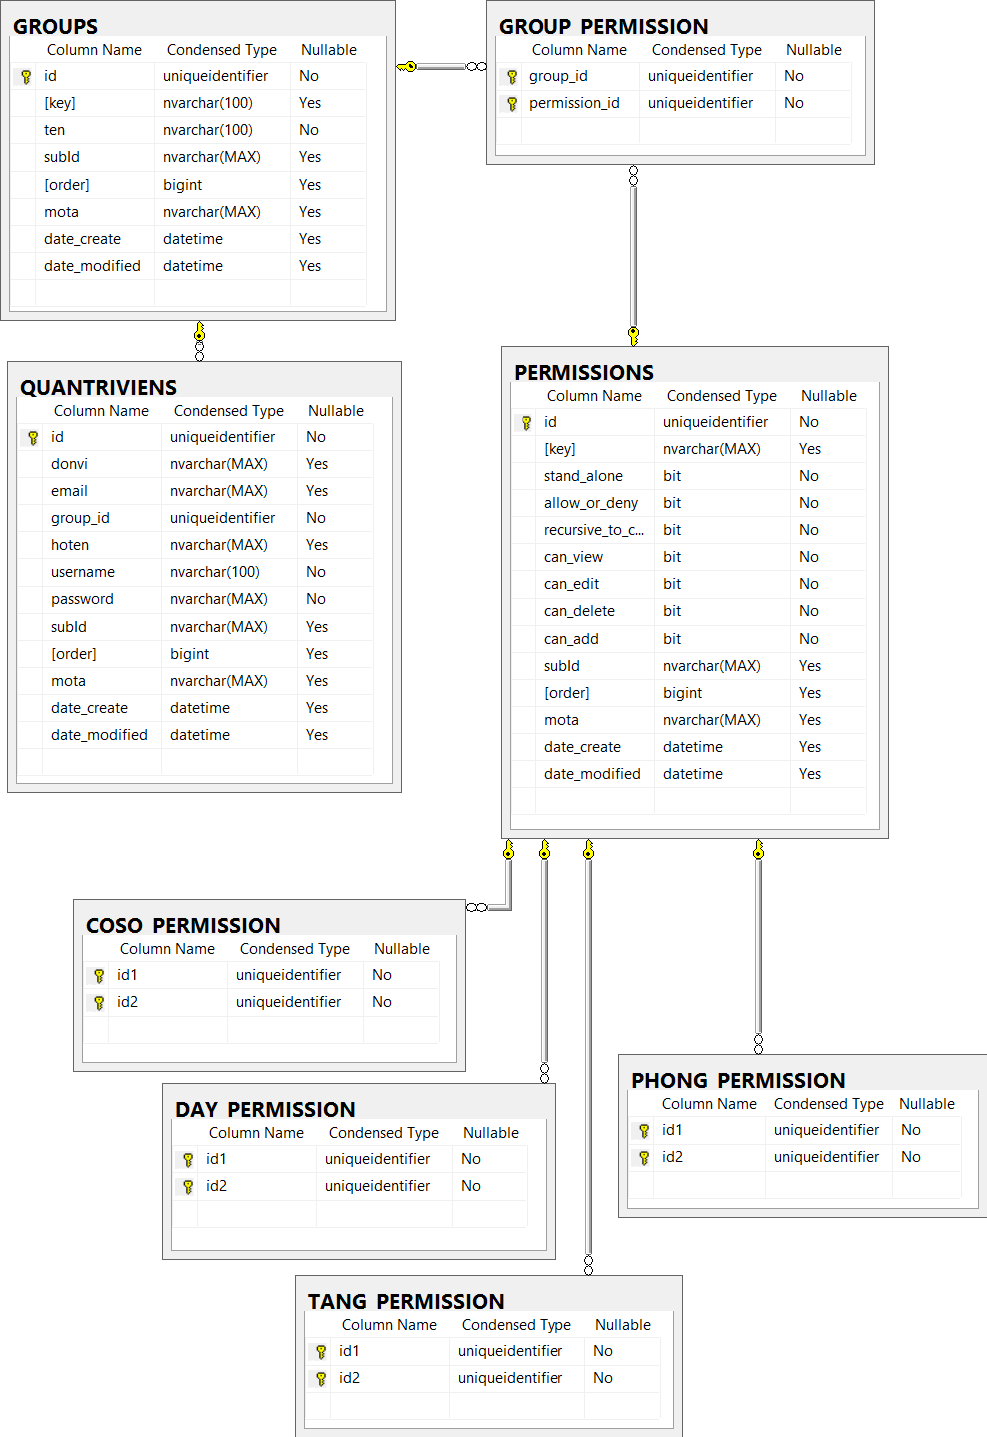 GROUPS
Column Name Condensed Type Nullable
id uniqueidentifier No
[key] nvarchar(100) Yes
ten nvarchar(100) No
subId nvarchar(MAX) Yes
[order] bigint Yes
mota nvarchar(MAX) Yes
date_create datetime Yes
date_modified datetime Yes
GROUP_PERMISSION
Column Name Condensed Type Nullable
group_id uniqueidentifier No
permission_id uniqueidentifier No
QUANTRIVIENS
Column Name Condensed Type Nullable
id uniqueidentifier No
donvi nvarchar(MAX) Yes
email nvarchar(MAX) Yes
group_id uniqueidentifier No
hoten nvarchar(MAX) Yes
username nvarchar(100) No
password nvarchar(MAX) No
subId nvarchar(MAX) Yes
[order] bigint Yes
mota nvarchar(MAX) Yes
date_create datetime Yes
date_modified datetime Yes
PERMISSIONS
Column Name Condensed Type Nullable
id uniqueidentifier No
[key] nvarchar(MAX) Yes
stand_alone bit No
allow_or_deny bit No
recursive_to_c... bit No
can_view bit No
can_edit bit No
can_delete bit No
can_add bit No
subId nvarchar(MAX) Yes
[order] bigint Yes
mota nvarchar(MAX) Yes
date_create datetime Yes
date_modified datetime Yes
COSO_PERMISSION
Column Name Condensed Type Nullable
id1 uniqueidentifier No
id2 uniqueidentifier No
DAY_PERMISSION
Column Name Condensed Type Nullable
id1 uniqueidentifier No
id2 uniqueidentifier No
PHONG_PERMISSION
Column Name Condensed Type Nullable
id1 uniqueidentifier No
id2 uniqueidentifier No
TANG_PERMISSION
Column Name Condensed Type Nullable
id1 uniqueidentifier No
id2 uniqueidentifier No